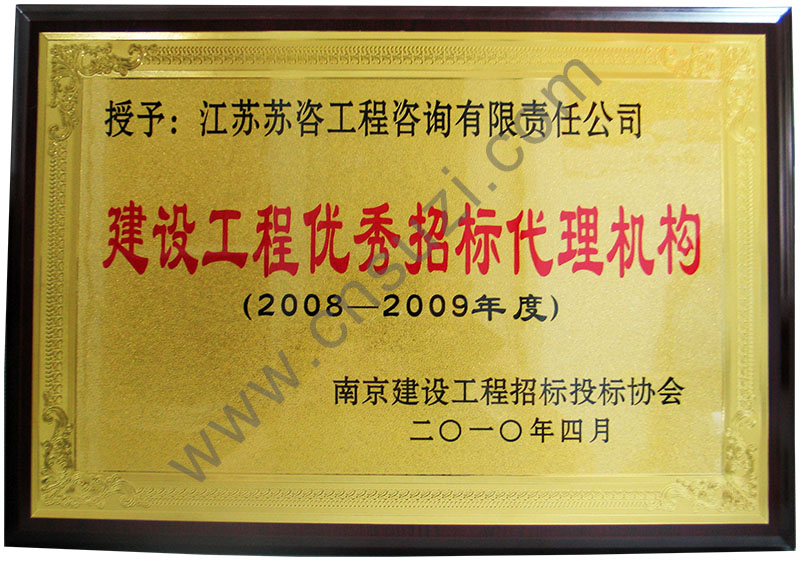 授予：江苏苏咨工程咨询有限责任公司
建设工程优秀招标代理机构
(2008—2009年度)
南京建设工程招标投标协会
二〇一〇年四月
www.cnsuzi.com